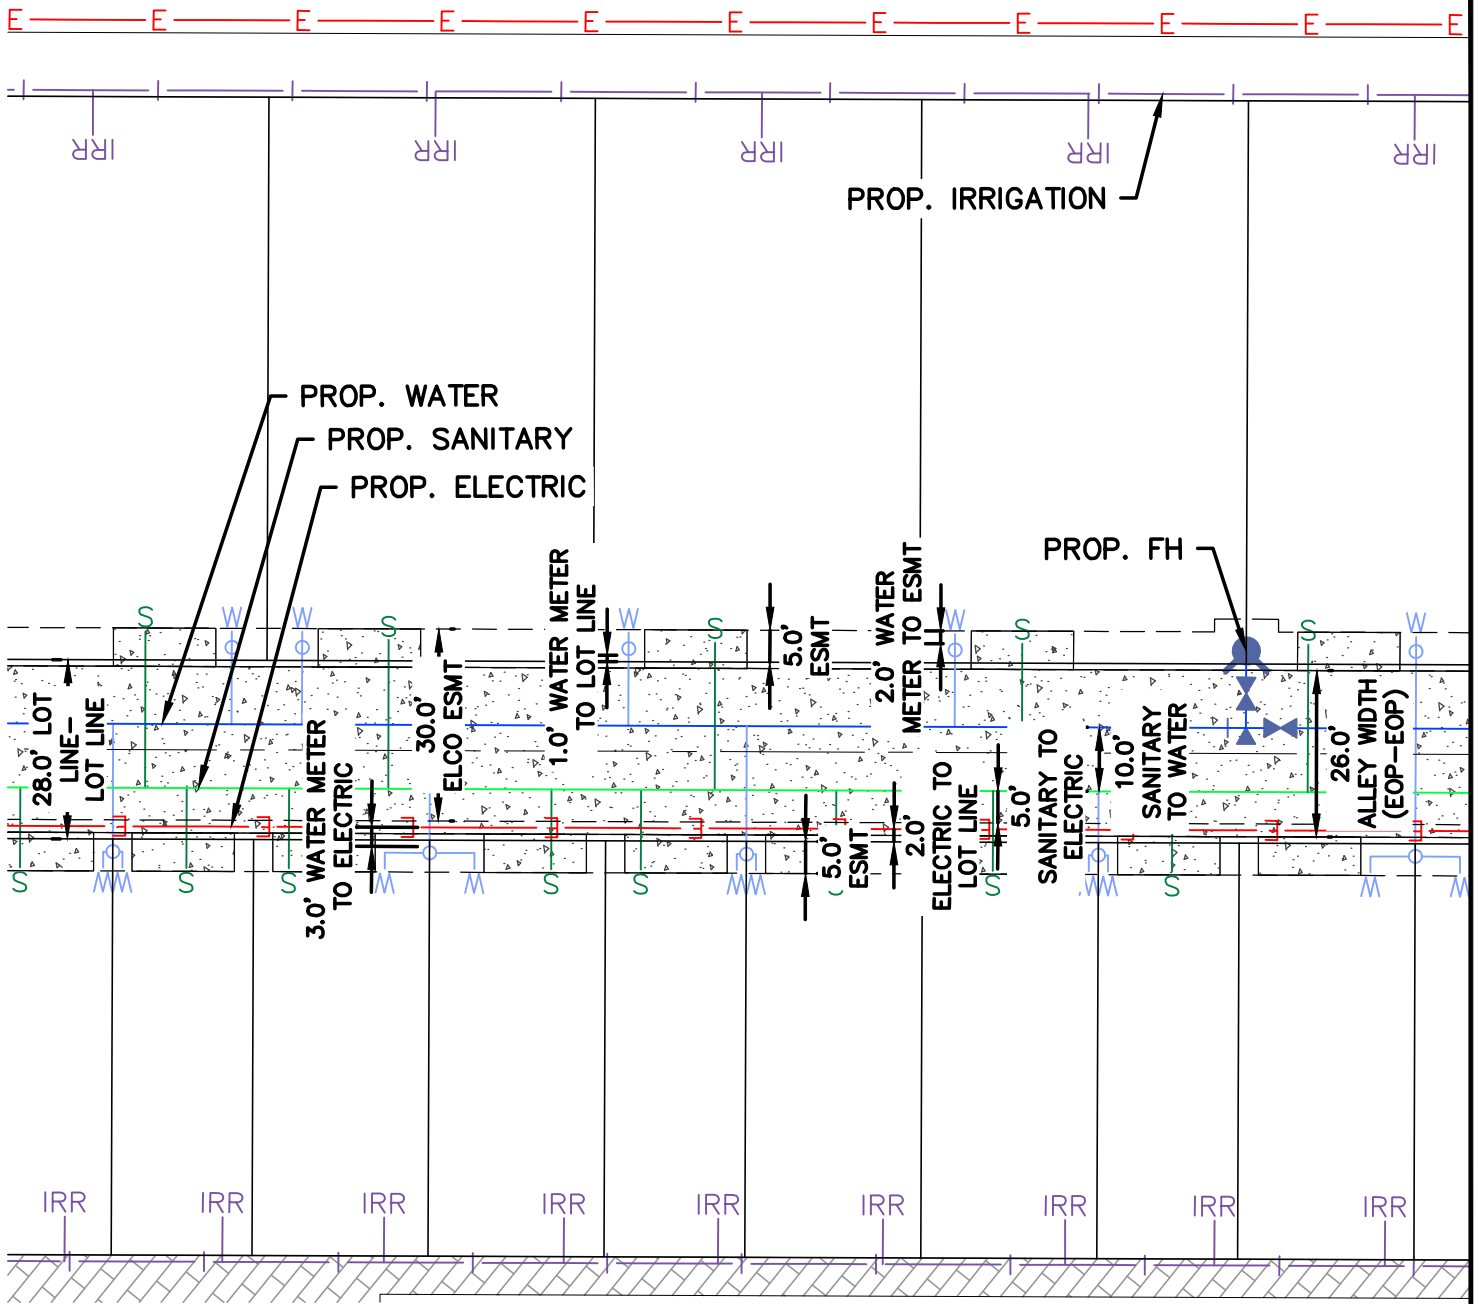 E E E E E E E E E E E
IRR IRR IRR IRR IRR
PROP. IRRIGATION
PROP. WATER
PROP. SANITARY
PROP. ELECTRIC
PROP. FH
S W W S W S W S S W
28.0' LOT
LINE-
LOT LINE
3.0' WATER METER
TO ELECTRIC
30.0'
ELCO ESMT
1.0' WATER METER
TO LOT LINE
5.0'
ESMT
2.0' WATER
METER TO ESMT
5.0'
ESMT
2.0'
ELECTRIC TO
LOT LINE
5.0'
SANITARY TO
ELECTRIC
10.0'
SANITARY
TO WATER
26.0'
ALLEY WIDTH
(EOP-EOP)
E E E E E E E E E
S W W S S W W S S W W S W W S W W
IRR IRR IRR IRR IRR IRR IRR IRR IRR